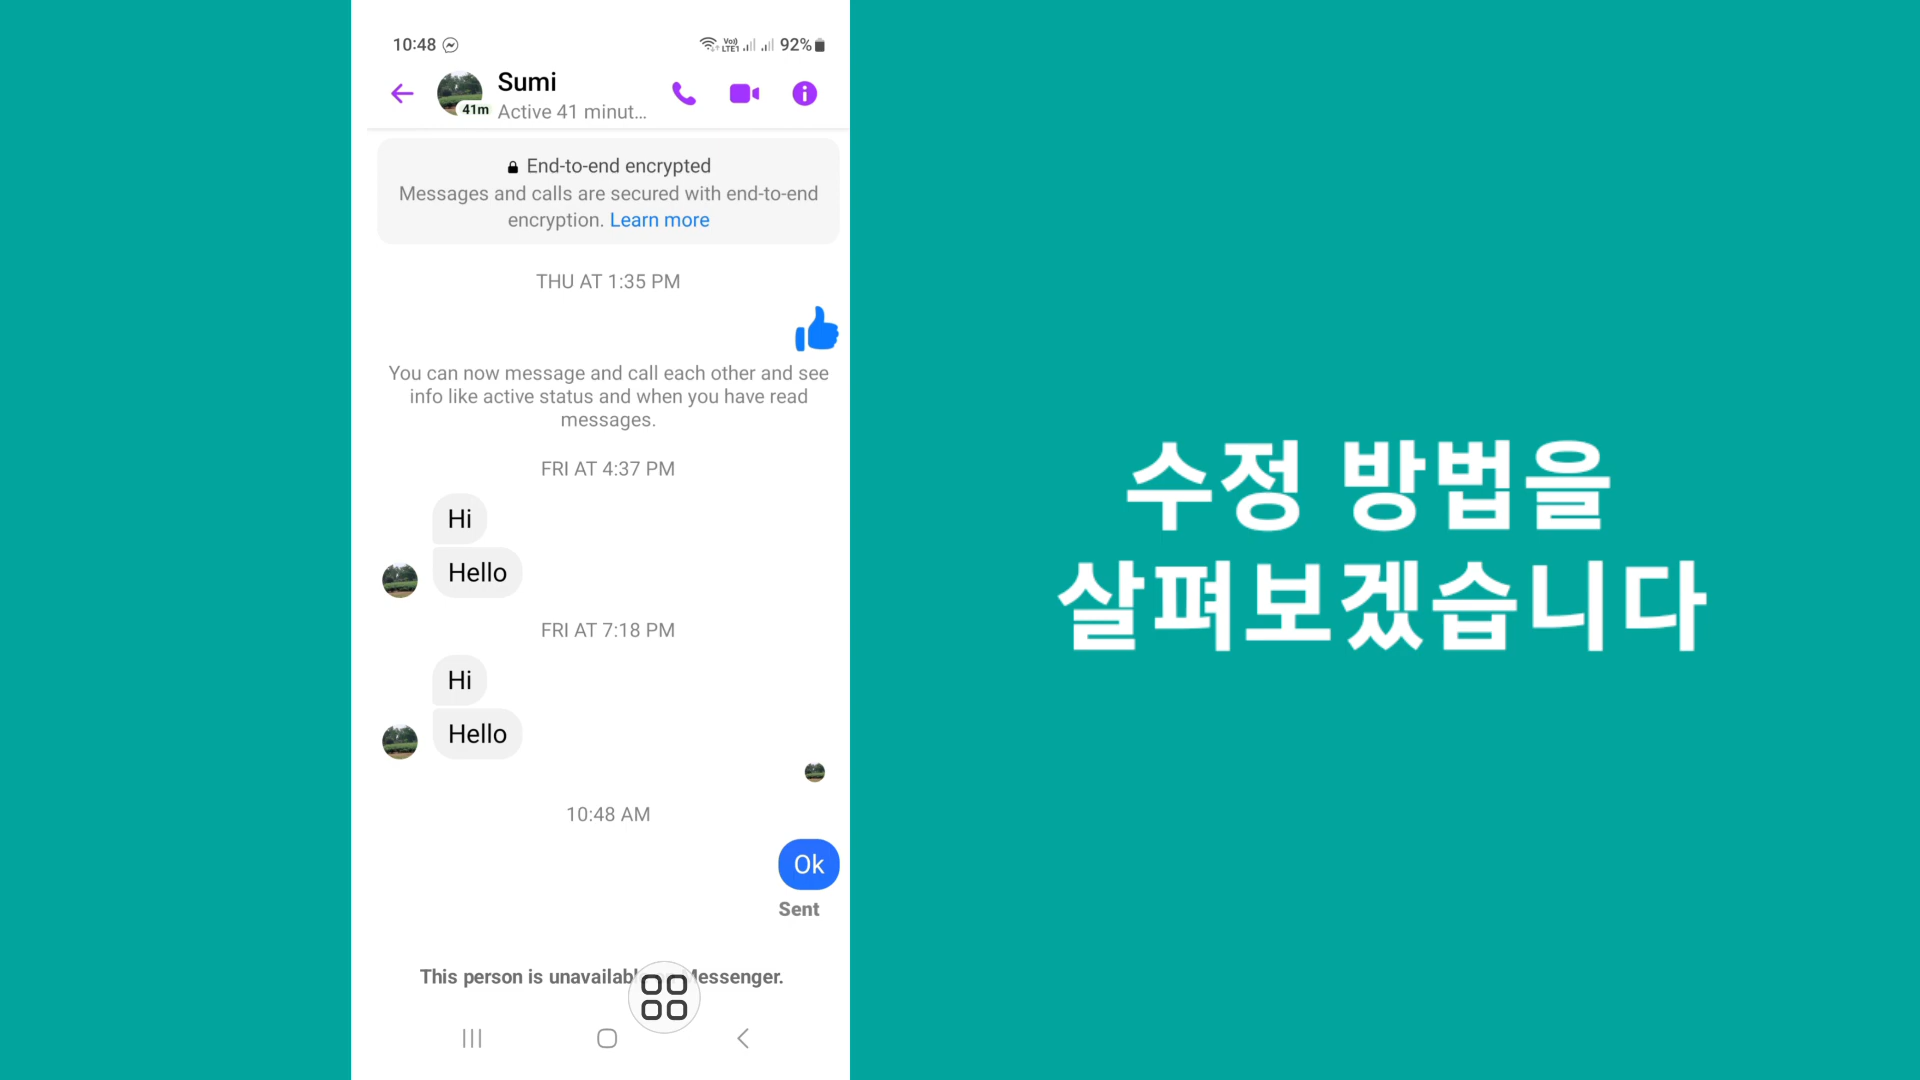 10:48
Vo))
LTE1
92%
Sumi
41m
Active 41 minut...
End-to-end encrypted
Messages and calls are secured with end-to-end
encryption. Learn more
THU AT 1:35 PM
You can now message and call each other and see
info like active status and when you have read
messages.
FRI AT 4:37 PM
Hi
Hello
FRI AT 7:18 PM
Hi
Hello
10:48 AM
Ok
Sent
This person is Messenger.
수정 방법을
살펴보겠습니다